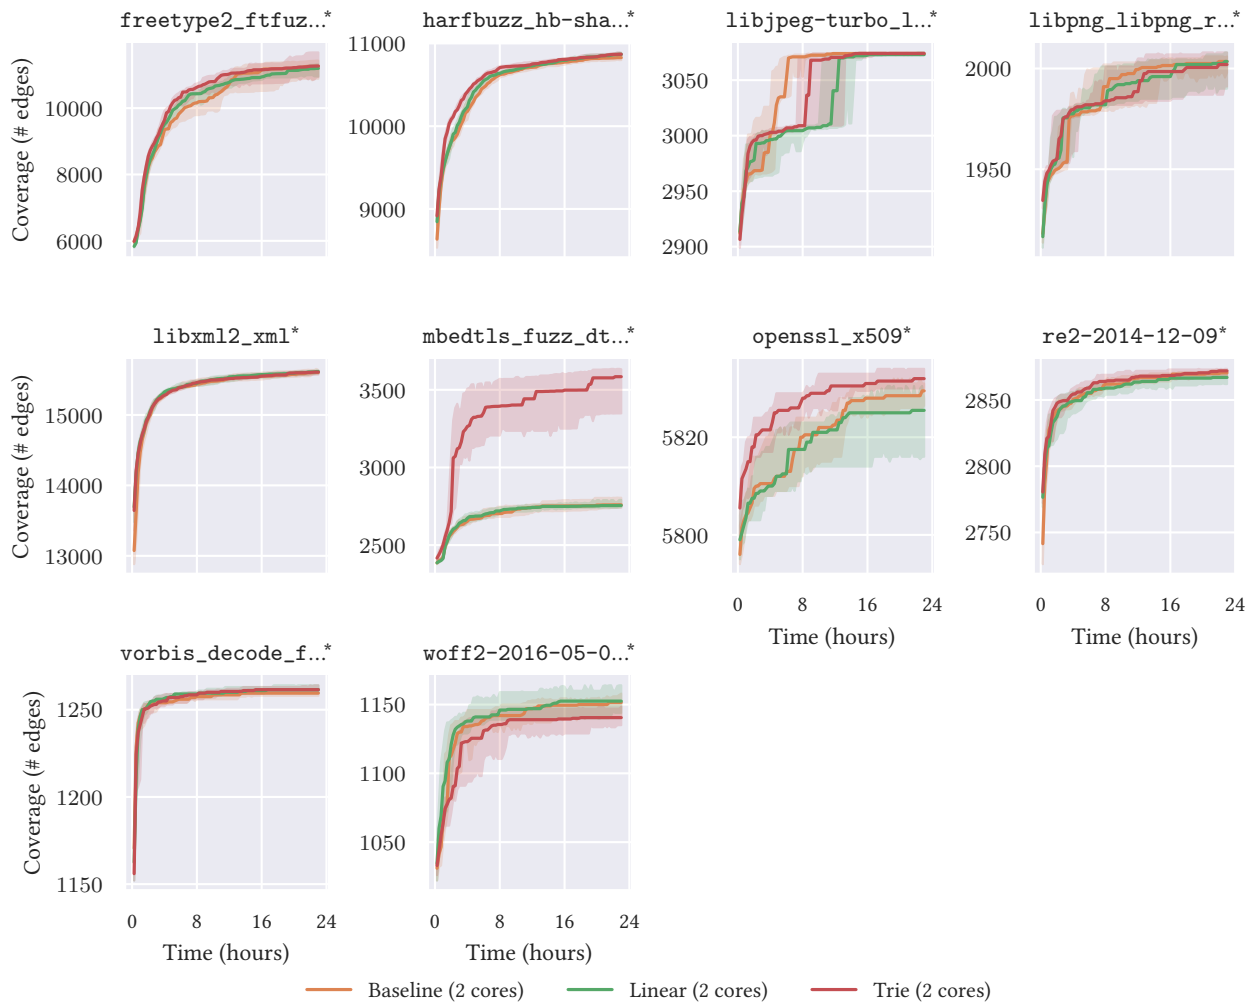 freetype2_ftfuz...*
harfbuzz_hb-sha...*
libjpeg-turbo_l...*
libpng_libpng_r...*
Coverage (# edges)
10000
8000
6000
11000
10000
9000
3050
3000
2950
2900
2000
1950
libxml2_xml*
mbedtls_fuzz_dt...*
openssl_x509*
re2-2014-12-09*
Coverage (# edges)
15000
14000
13000
3500
3000
2500
5820
5800
2850
2800
2750
0 8 16 24
Time (hours)
0 8 16 24
Time (hours)
vorbis_decode_f...*
woff2-2016-05-0...*
Coverage (# edges)
1250
1200
1150
1150
1100
1050
0 8 16 24
Time (hours)
0 8 16 24
Time (hours)
Baseline (2 cores) Linear (2 cores) Trie (2 cores)